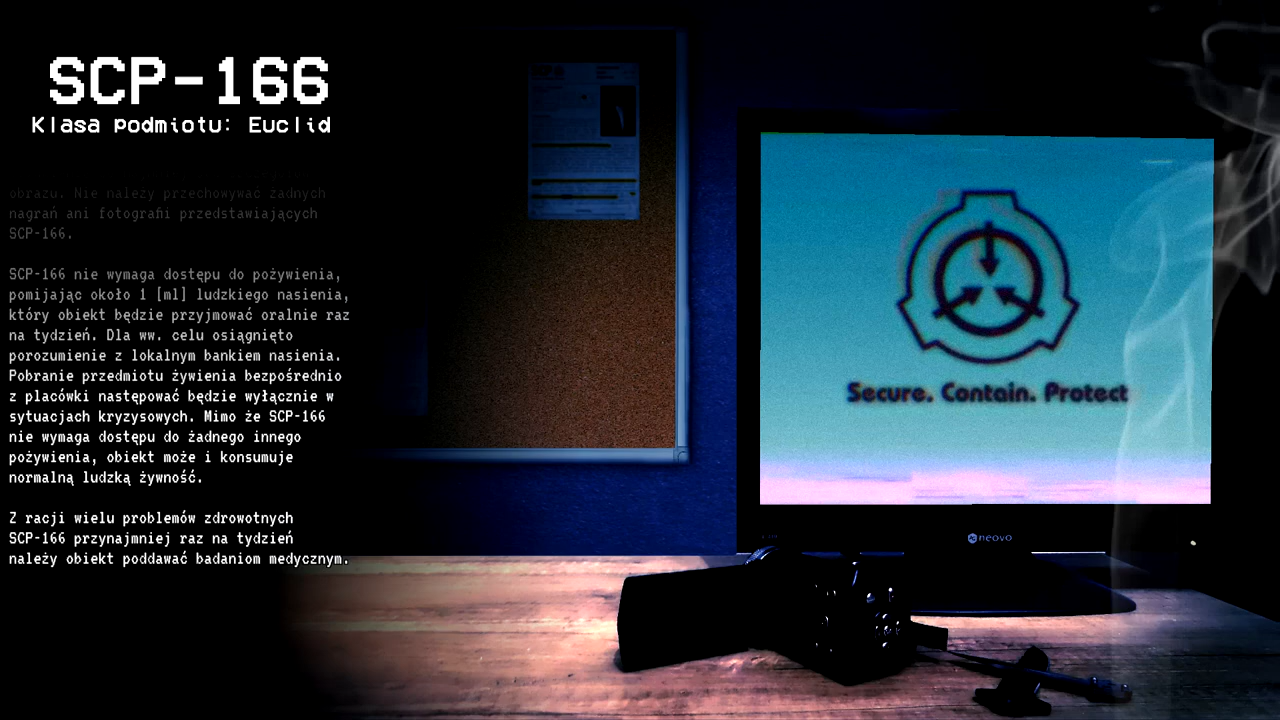 SCP-166
Klasa podmiotu: Euclid
obrazu. Nie należy przechowywać żadnych
nagrań ani fotografii przedstawiających
SCP-166.
SCP-166 nie wymaga dostępu do pożywienia,
pomijając około 1 [ml] ludzkiego nasienia,
który obiekt będzie przyjmować oralnie raz
na tydzień. Dla ww. celu osiągnięto
porozumienie z lokalnym bankiem nasienia.
Pobranie przedmiotu żywienia bezpośrednio
z placówki następować będzie wyłącznie w
sytuacjach kryzysowych. Mimo że SCP-166
nie wymaga dostępu do żadnego innego
pożywienia, obiekt może i konsumuje
normalną ludzką żywność.
Z racji wielu problemów zdrowotnych
SCP-166 przynajmniej raz na tydzień
należy obiekt poddawać badaniom medycznym.
Secure. Contain. Protect
neovo